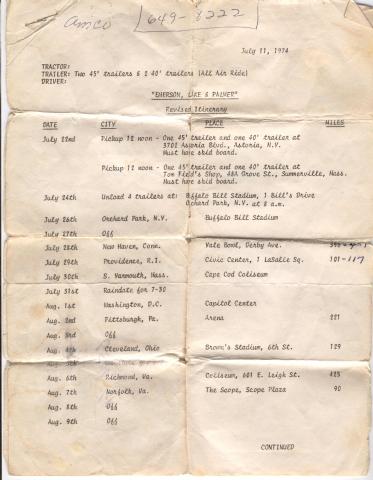 amco 649-8222
July 11, 1974
TRACTOR:
TRAILER: Two 45' trailers & 2 40' trailers (All Air Ride)
DRIVER:
"EMERSON, LAKE & PALMER"
Revised Itinerary
DATE CITY PLACE MILES
July 22nd Pickup 12 noon - One 45' trailer and one 40' trailer at
3701 Astoria Blvd., Astoria, N.Y.
Must have skid board.
Pickup 12 noon - One 45' trailer and one 40' trailer at
Tom Field's Shop, 48A Grove St., Summerville, Mass.
Must have skid board.
July 24th Unload 4 trailers at: Buffalo Bill Stadium, 1 Bill's Drive
Orchard Park, N.Y. at 8 a.m.
July 26th Orchard Park, N.Y. Buffalo Bill Stadium
July 27th Off
July 28th New Haven, Conn. Yale Bowl, Derby Ave.
July 29th Providence, R.I. Civic Center, 1 LaSalle Sq. 101-117
July 30th S. Yarmouth, Mass. Cape Cod Coliseum
July 31st Raindate for 7-30
Aug. 1st Washington, D.C. Capitol Center
Aug. 2nd Pittsburgh, Pa. Arena 221
Aug. 3rd Off
Aug. 4th Cleveland, Ohio Brown's Stadium, 6th St. 129
Aug. 6th Richmond, Va. Coliseum, 601 E. Leigh St. 425
Aug. 7th Norfolk, Va. The Scope, Scope Plaza 90
Aug. 8th Off
Aug. 9th Off
CONTINUED